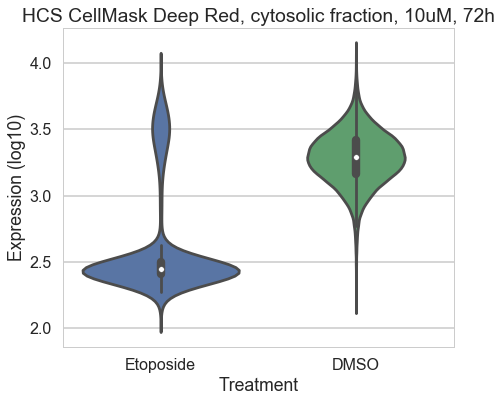 HCS CellMask Deep Red, cytosolic fraction, 10uM, 72h
Expression (log10)
4.0
3.5
3.0
2.5
2.0
Etoposide DMSO
Treatment